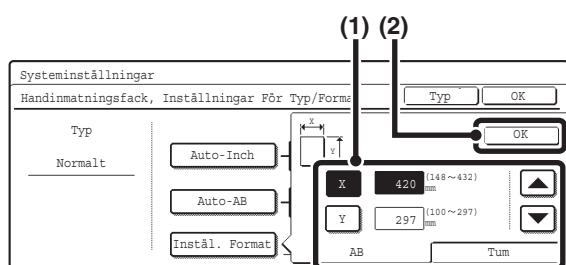 (1) (2)
Systeminställningar
Handinmatningsfack, Inställningar För Typ/Forma Typ OK
Typ
Normalt
Auto-Inch
Auto-AB
Instäl. Format
X
Y
OK
X 420 (148~432) mm
Y 297 (100~297) mm
AB Tum